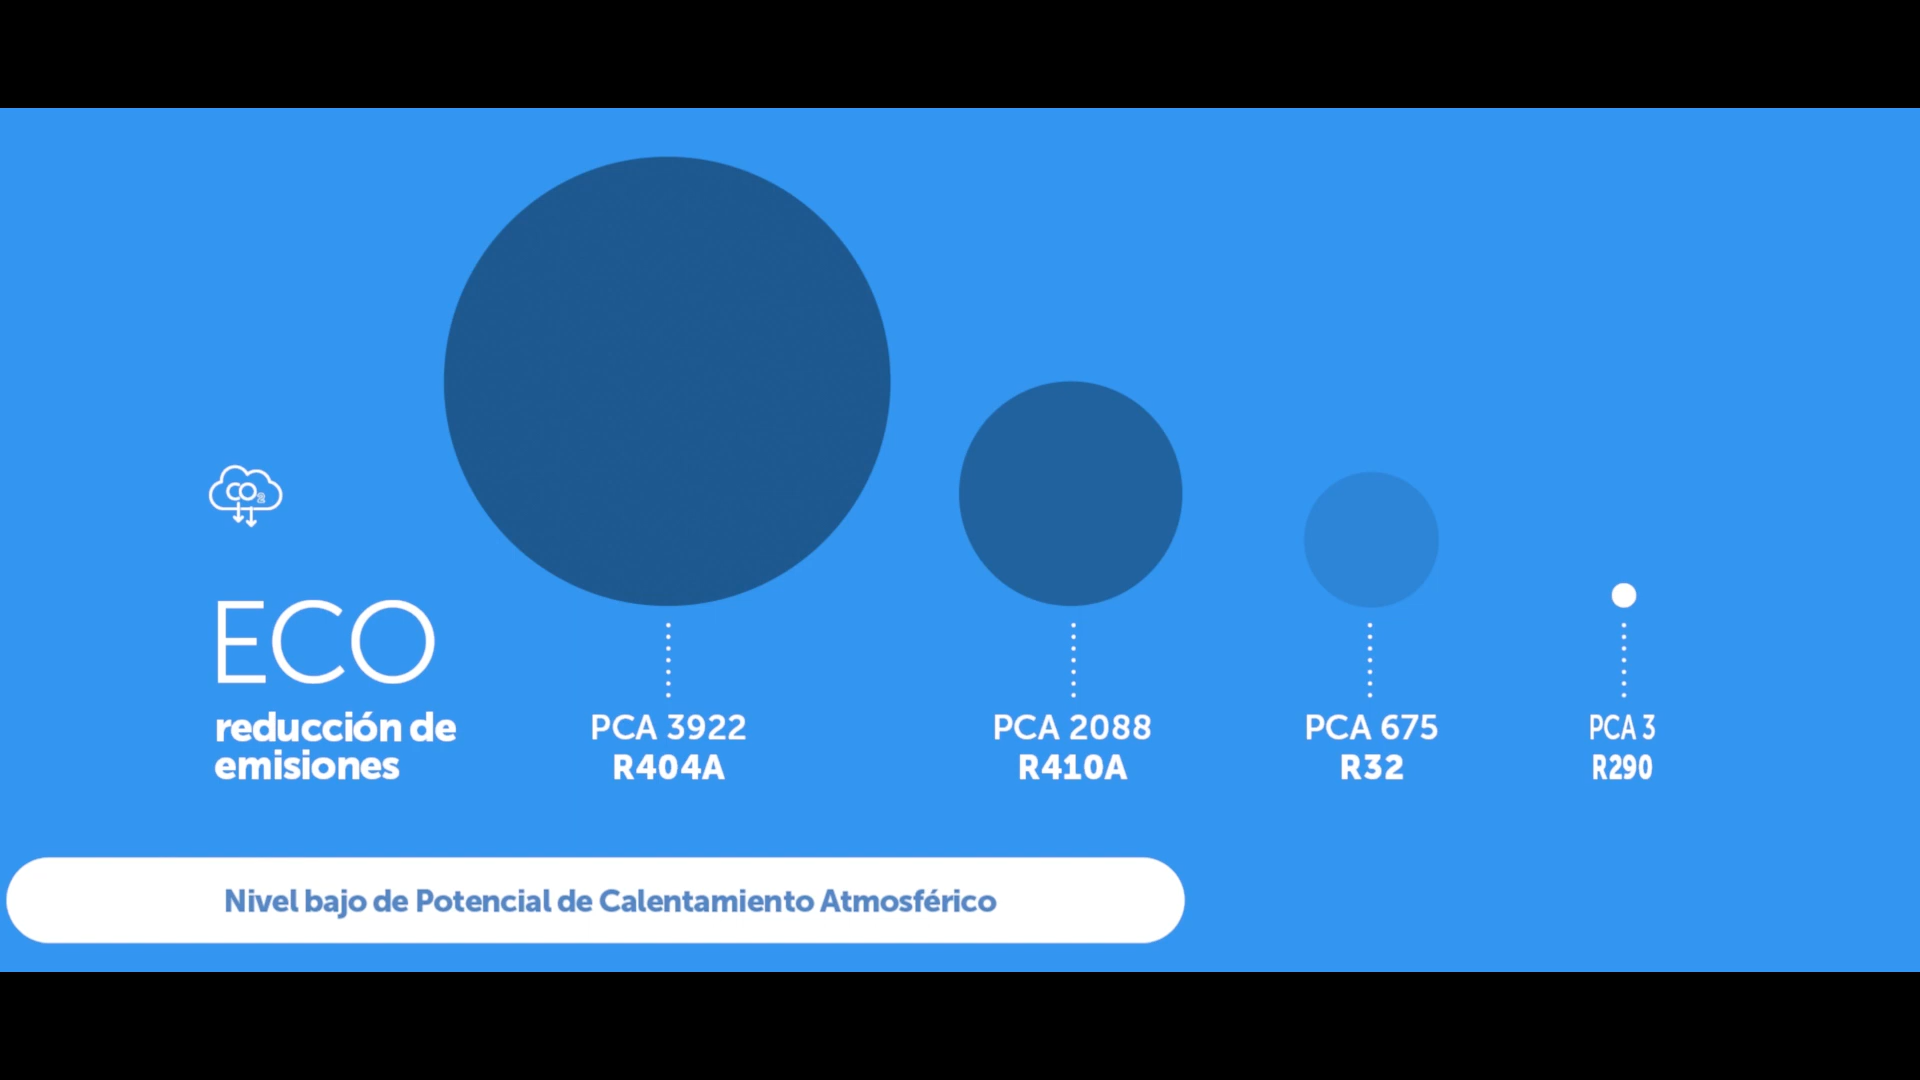 CO2
ECO
reducción de
emisiones
PCA 3922
R404A
PCA 2088
R410A
PCA 675
R32
PCA 3
R290
Nivel bajo de Potencial de Calentamiento Atmosférico